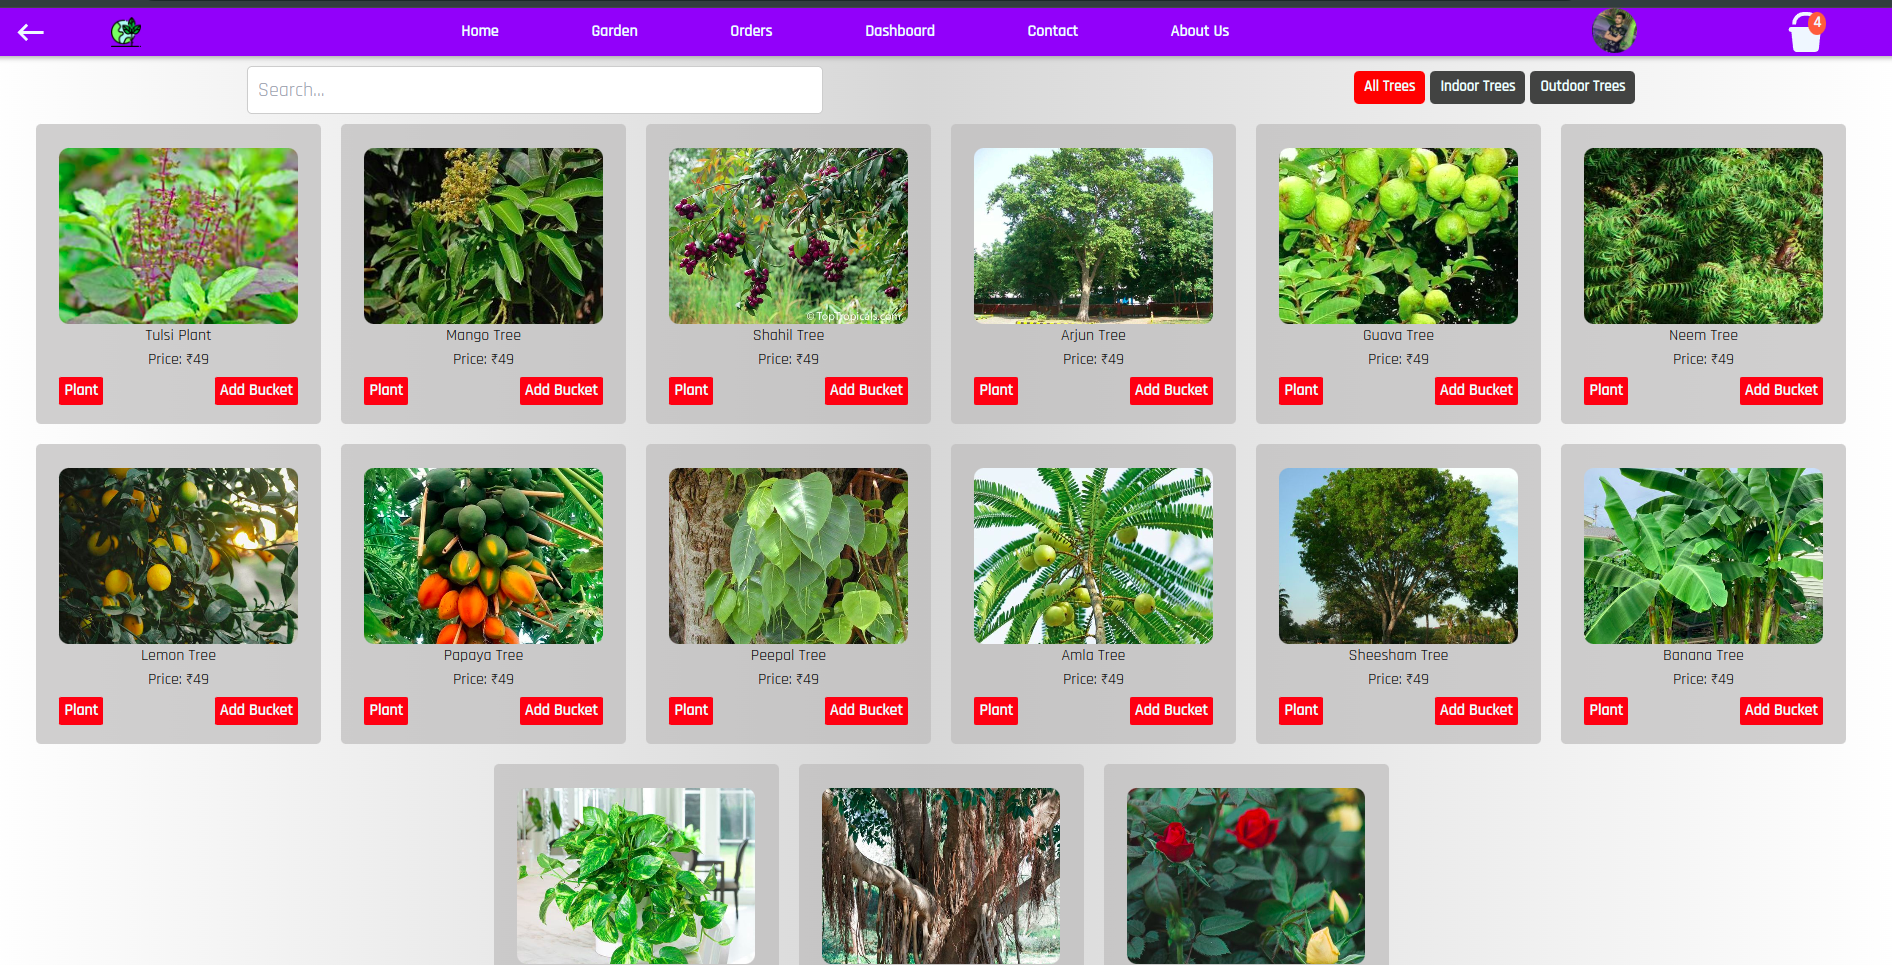 Home Garden Orders Dashboard Contact About Us 4
Search... All Trees Indoor Trees Outdoor Trees
© TopTropicals.com
Tulsi Plant Mango Tree Shahil Tree Arjun Tree Guava Tree Neem Tree
Price: ₹49 Price: ₹49 Price: ₹49 Price: ₹49 Price: ₹49 Price: ₹49
Plant Add Bucket Plant Add Bucket Plant Add Bucket Plant Add Bucket Plant Add Bucket Plant Add Bucket
Lemon Tree Papaya Tree Peepal Tree Amla Tree Sheesham Tree Banana Tree
Price: ₹49 Price: ₹49 Price: ₹49 Price: ₹49 Price: ₹49 Price: ₹49
Plant Add Bucket Plant Add Bucket Plant Add Bucket Plant Add Bucket Plant Add Bucket Plant Add Bucket